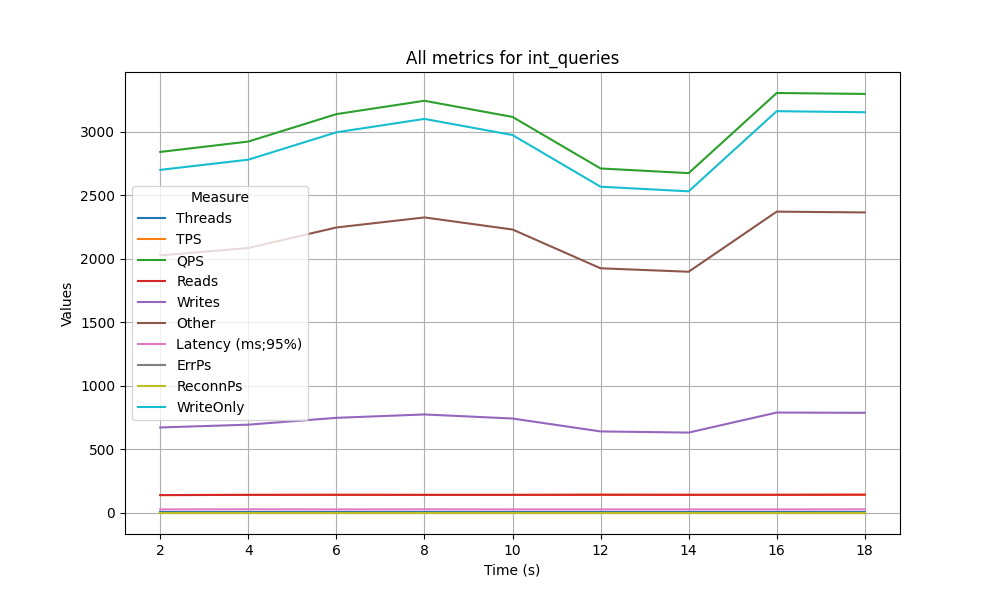 All metrics for int_queries
Values
3000
2500
2000
1500
1000
500
0
Measure
Threads
TPS
QPS
Reads
Writes
Other
Latency (ms;95%)
ErrPs
ReconnPs
WriteOnly
2 4 6 8 10 12 14 16 18
Time (s)